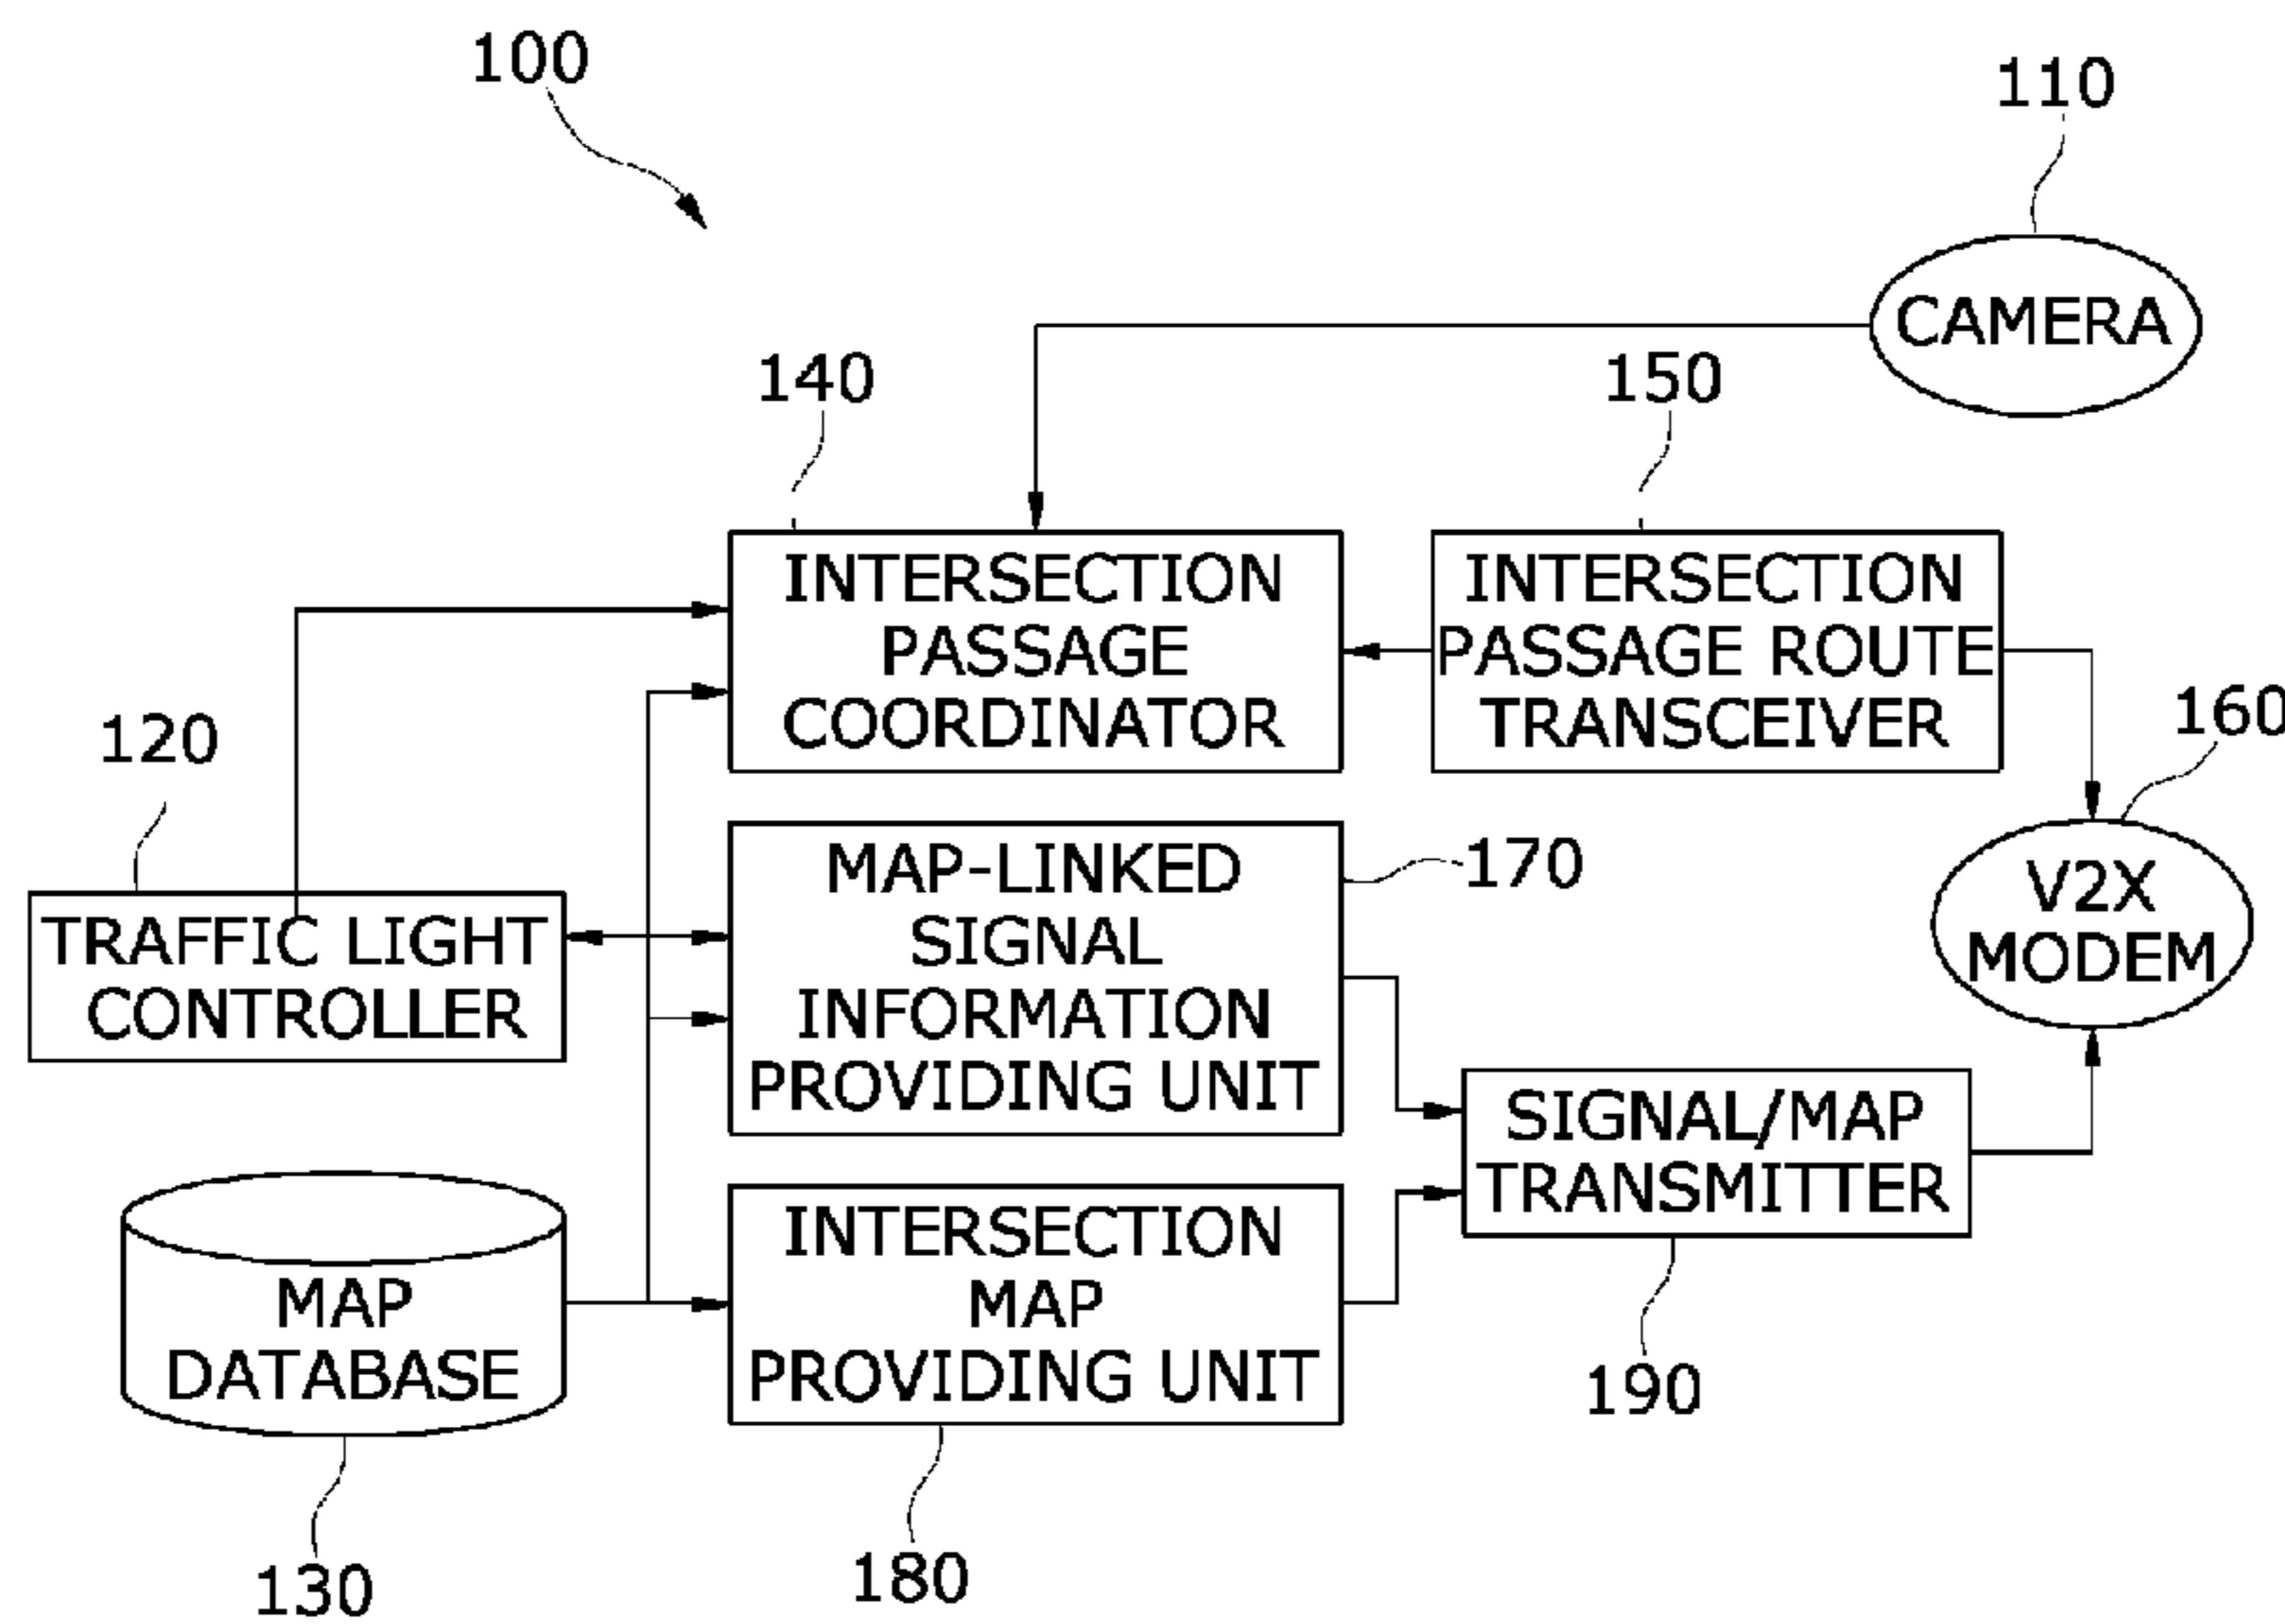 100
110
CAMERA
140
150
INTERSECTION
PASSAGE
COORDINATOR
INTERSECTION
PASSAGE ROUTE
TRANSCEIVER
120
160
TRAFFIC LIGHT
CONTROLLER
MAP-LINKED
SIGNAL
INFORMATION
PROVIDING UNIT
170
V2X
MODEM
SIGNAL/MAP
TRANSMITTER
190
MAP
DATABASE
130
INTERSECTION
MAP
PROVIDING UNIT
180